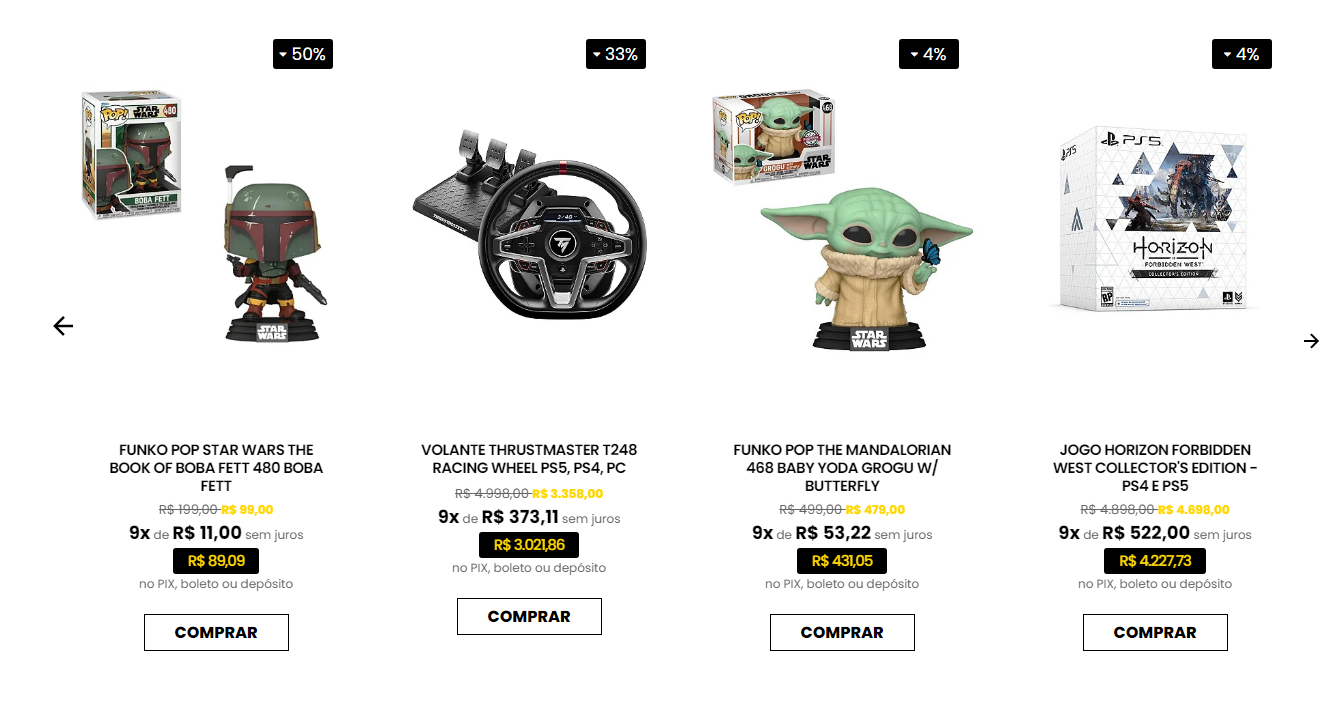 50%
33%
4%
4%
POP!
STAR WARS
480
BOBA FETT
STAR WARS
THRUSTMASTER
POP!
468
GROGU
STAR WARS
STAR WARS
PS5
PS5
HORIZON
FORBIDDEN WEST
COLLECTOR'S EDITION
RP
FUNKO POP STAR WARS THE
BOOK OF BOBA FETT 480 BOBA
FETT
R$ 199,00 R$ 99,00
9x de R$ 11,00 sem juros
R$ 89,09
no PIX, boleto ou depósito
COMPRAR
VOLANTE THRUSTMASTER T248
RACING WHEEL PS5, PS4, PC
R$ 4.998,00 R$ 3.358,00
9x de R$ 373,11 sem juros
R$ 3.021,86
no PIX, boleto ou depósito
COMPRAR
FUNKO POP THE MANDALORIAN
468 BABY YODA GROGU W/
BUTTERFLY
R$ 499,00 R$ 479,00
9x de R$ 53,22 sem juros
R$ 431,05
no PIX, boleto ou depósito
COMPRAR
JOGO HORIZON FORBIDDEN
WEST COLLECTOR'S EDITION -
PS4 E PS5
R$ 4.898,00 R$ 4.698,00
9x de R$ 522,00 sem juros
R$ 4.227,73
no PIX, boleto ou depósito
COMPRAR